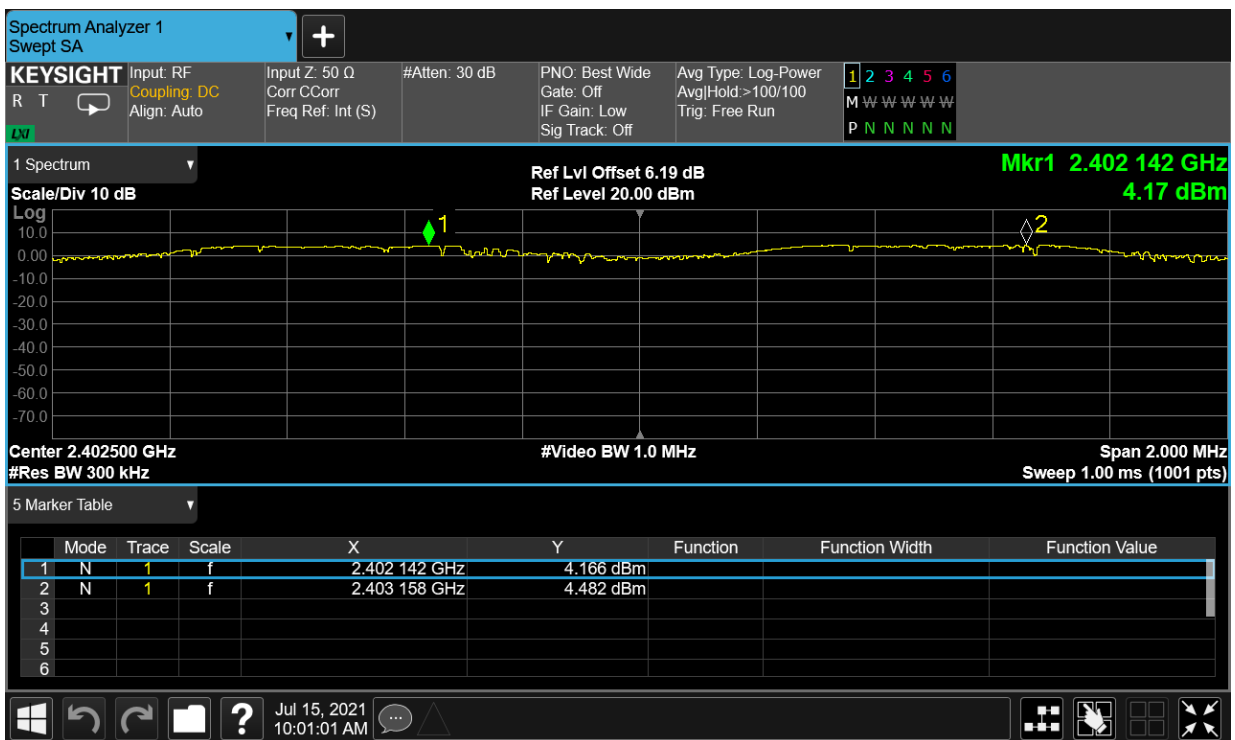 Spectrum Analyzer 1
Swept SA
+
KEYSIGHT
R T
LXI
Input: RF
Coupling: DC
Align: Auto
Input Z: 50 Ω
Corr CCorr
Freq Ref: Int (S)
#Atten: 30 dB
PNO: Best Wide
Gate: Off
IF Gain: Low
Sig Track: Off
Avg Type: Log-Power
Avg|Hold:>100/100
Trig: Free Run
1 2 3 4 5 6
M W W W W W
P N N N N N
1 Spectrum
Scale/Div 10 dB
Ref Lvl Offset 6.19 dB
Ref Level 20.00 dBm
Mkr1 2.402 142 GHz
4.17 dBm
Log
1
2
10.0
0.00
-10.0
-20.0
-30.0
-40.0
-50.0
-60.0
-70.0
Center 2.402500 GHz
#Video BW 1.0 MHz
Span 2.000 MHz
#Res BW 300 kHz
Sweep 1.00 ms (1001 pts)
5 Marker Table
Mode Trace Scale X Y Function Function Width Function Value
1 N 1 f 2.402 142 GHz 4.166 dBm
2 N 1 f 2.403 158 GHz 4.482 dBm
3
4
5
6
?
Jul 15, 2021
10:01:01 AM